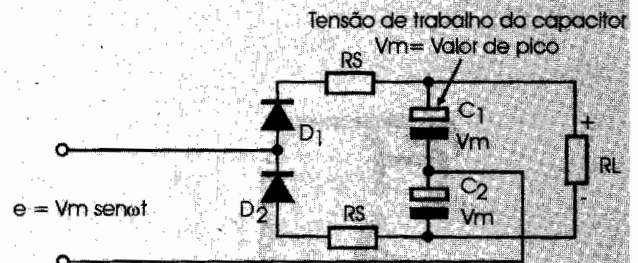 Tensão de trabalho do capacitor
Vm= Valor de pico
RS
C1
D1
Vm
+
RL
e = Vm senωt
D2
C2
-
RS
Vm